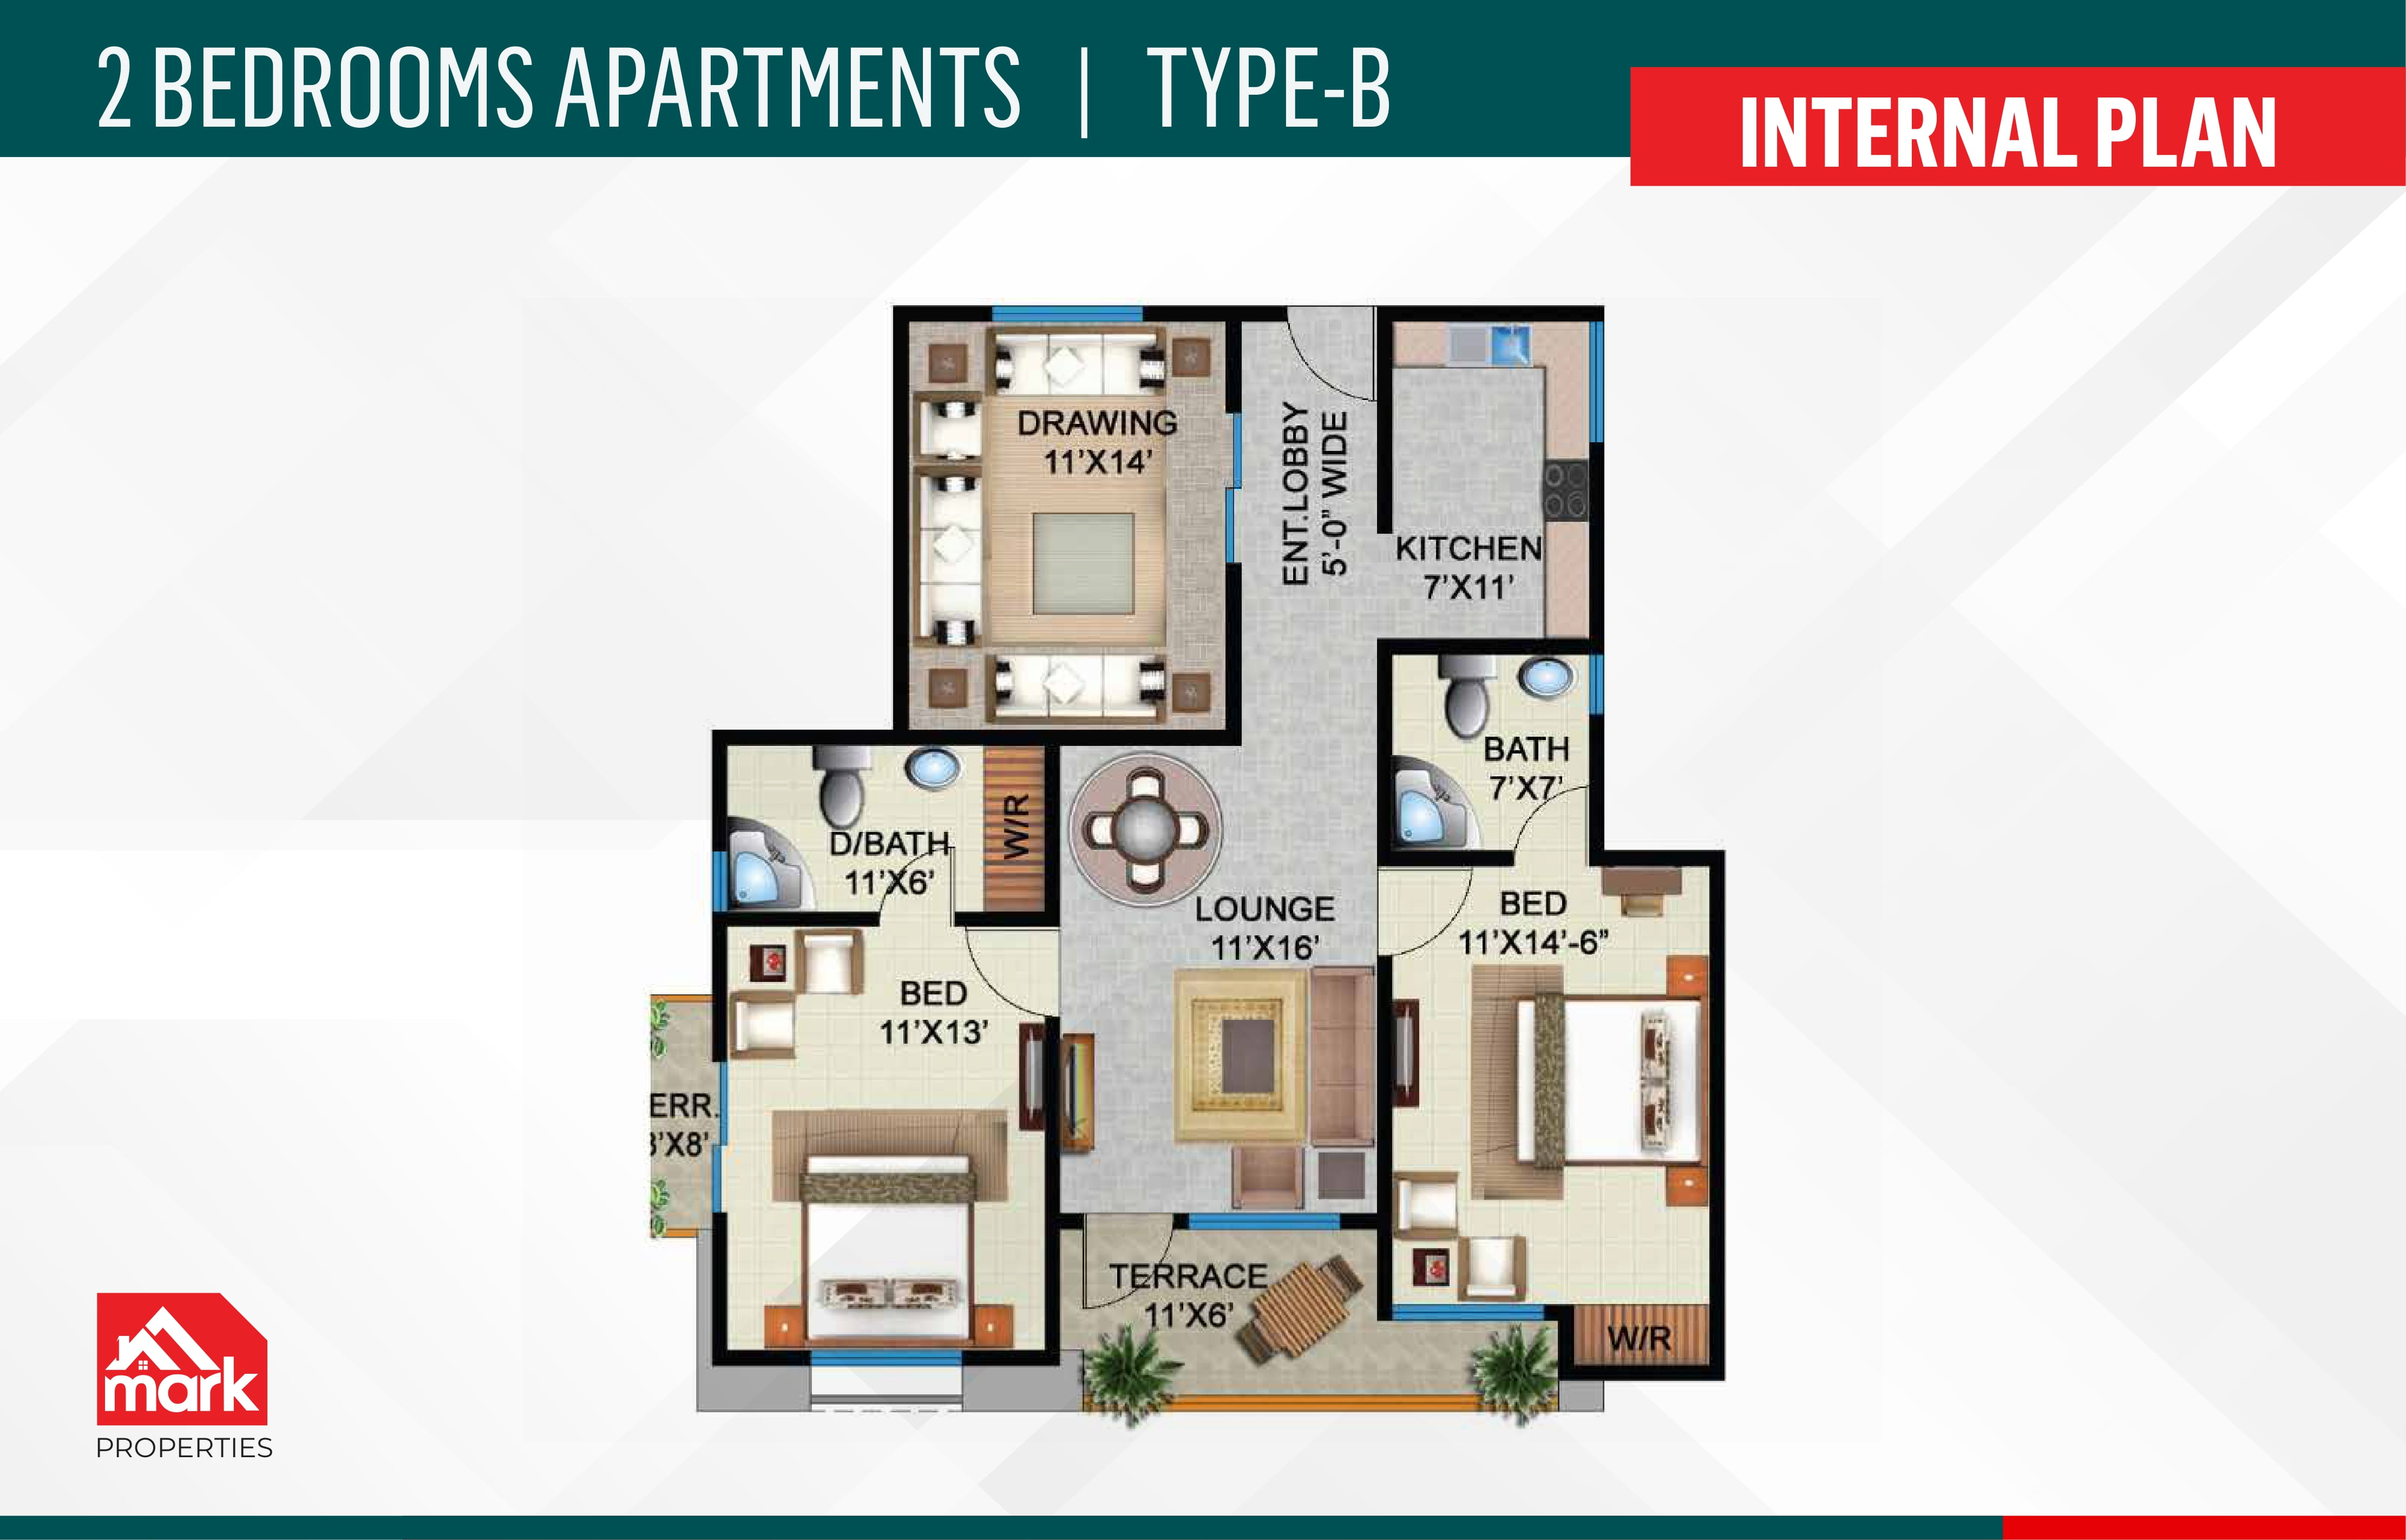 2 BEDROOMS APARTMENTS | TYPE-B
INTERNAL PLAN
DRAWING
11'X14'
ENT.LOBBY
5'-0” WIDE
KITCHEN
7'X11'
BATH
7'X7'
D/BATH
11'X6'
W/R
LOUNGE
11'X16'
BED
11'X14'-6”
BED
11'X13'
ERR.
'X8'
TERRACE
11'X6'
W/R
mark
PROPERTIES